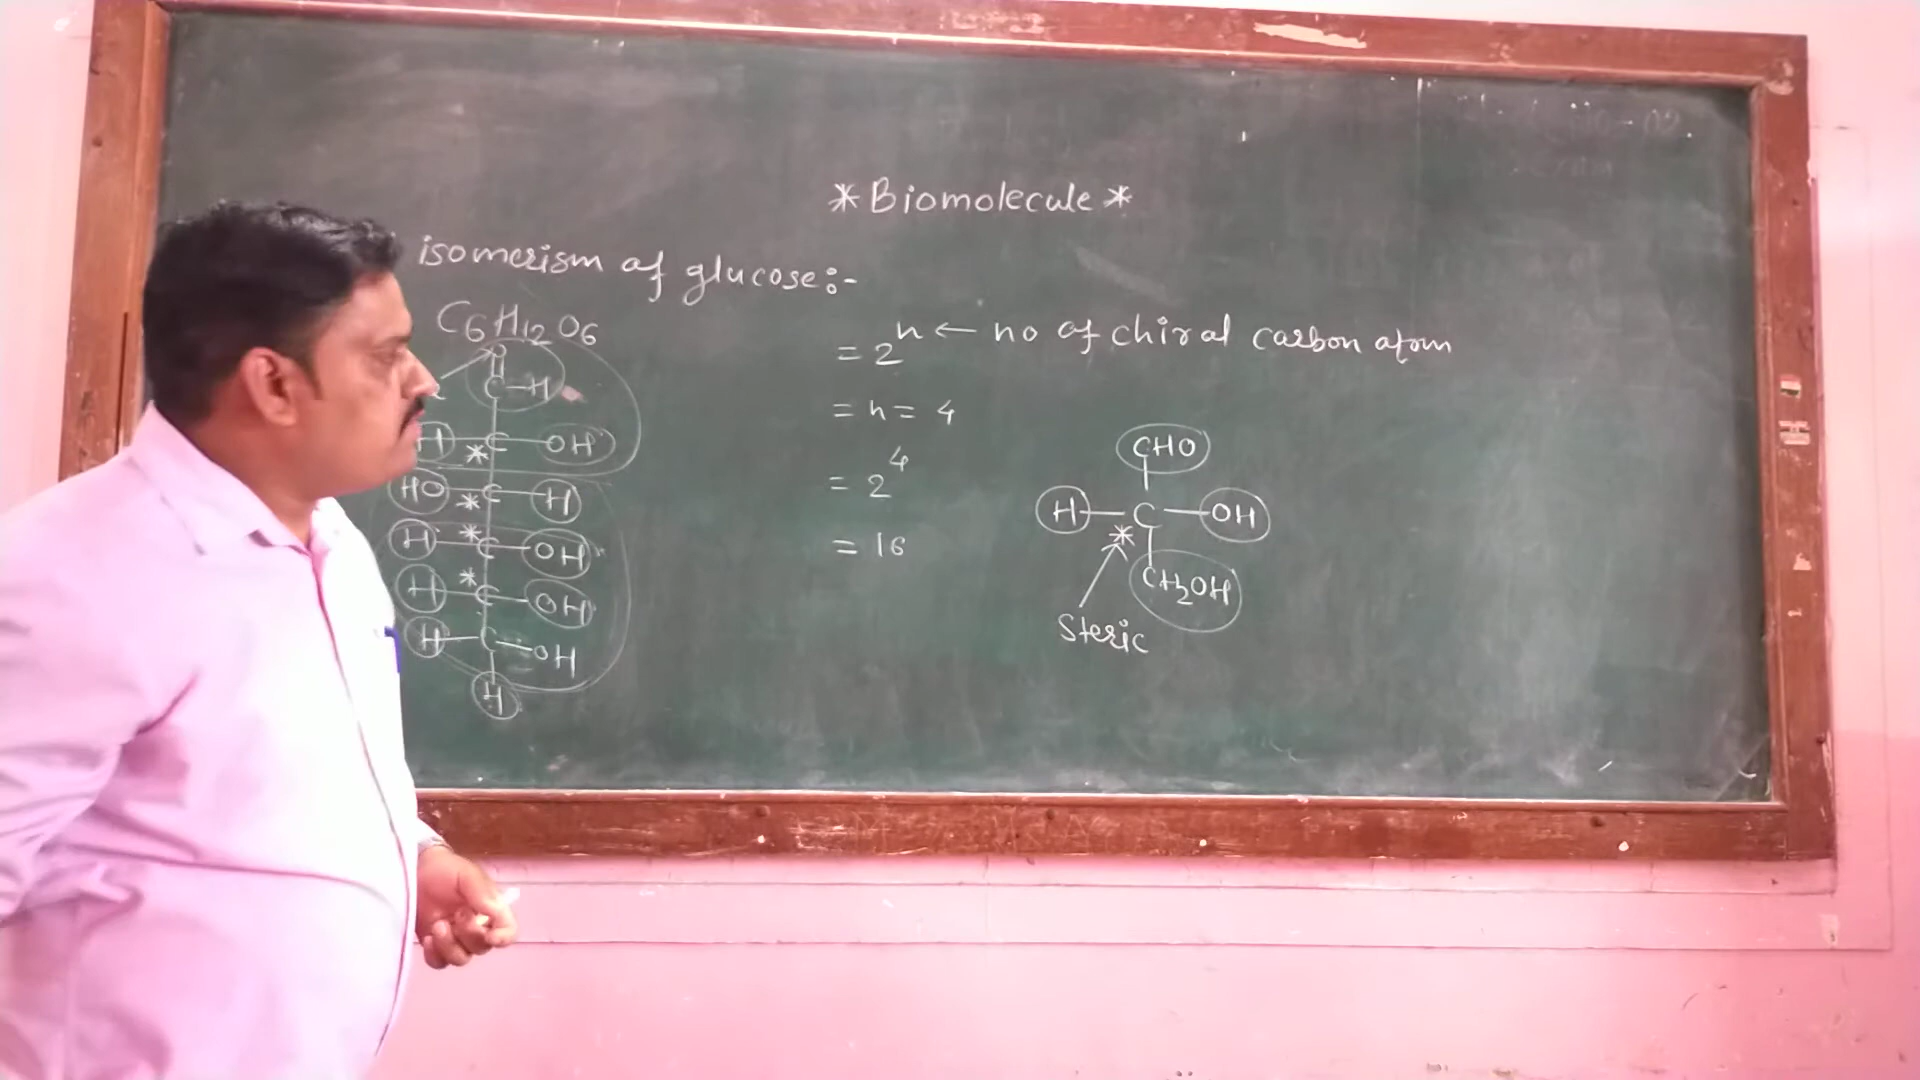 *Biomolecule*
isomerism of glucose:-
C6H12O6
O
C-H
H * C OH
HO * C H
H * C OH
H * C OH
H C OH
H
= 2^n ← no of chiral carbon atom
= n = 4
= 2^4
= 16
CHO
H-C-OH
*
CH2OH
Steric